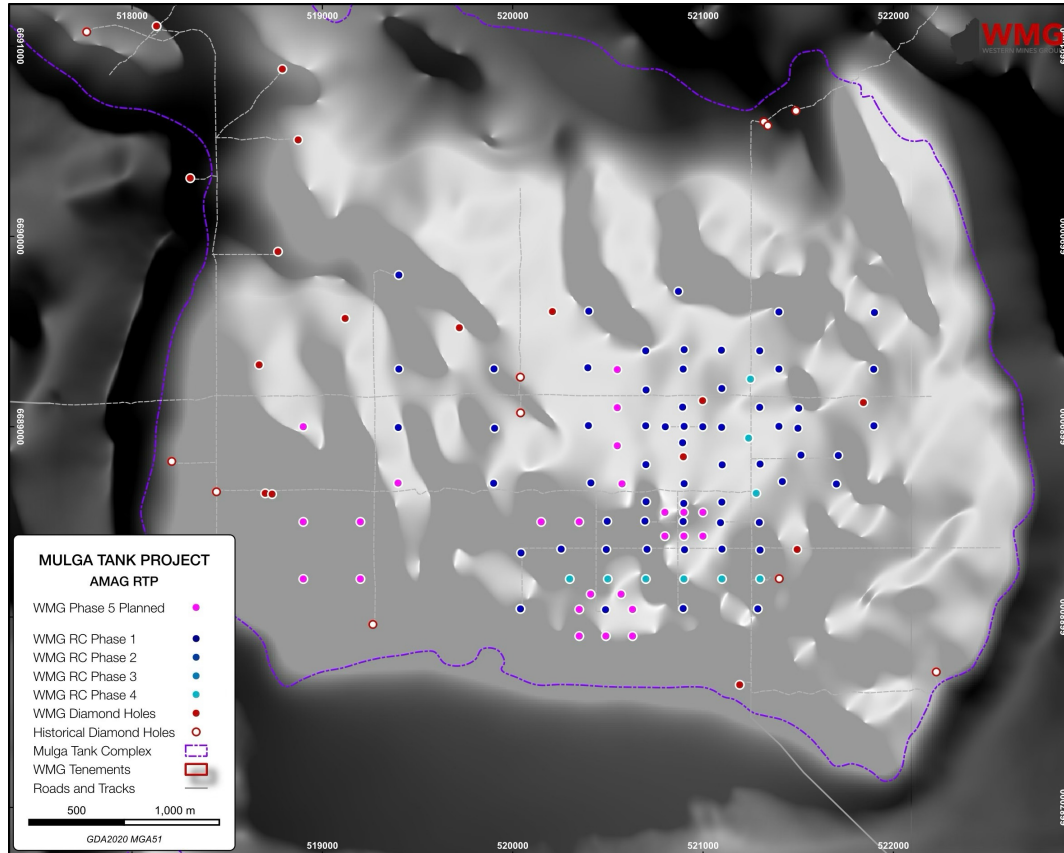 518000
519000
520000
521000
522000
6691000
WMG
WESTERN MINES GROUP
6690000
6690000
6689000
6689000
6688000
6687000
MULGA TANK PROJECT
AMAG RTP
WMG Phase 5 Planned
WMG RC Phase 1
WMG RC Phase 2
WMG RC Phase 3
WMG RC Phase 4
WMG Diamond Holes
Historical Diamond Holes
Mulga Tank Complex
WMG Tenements
Roads and Tracks
500
1,000 m
GDA2020 MGA51
519000
520000
521000
522000